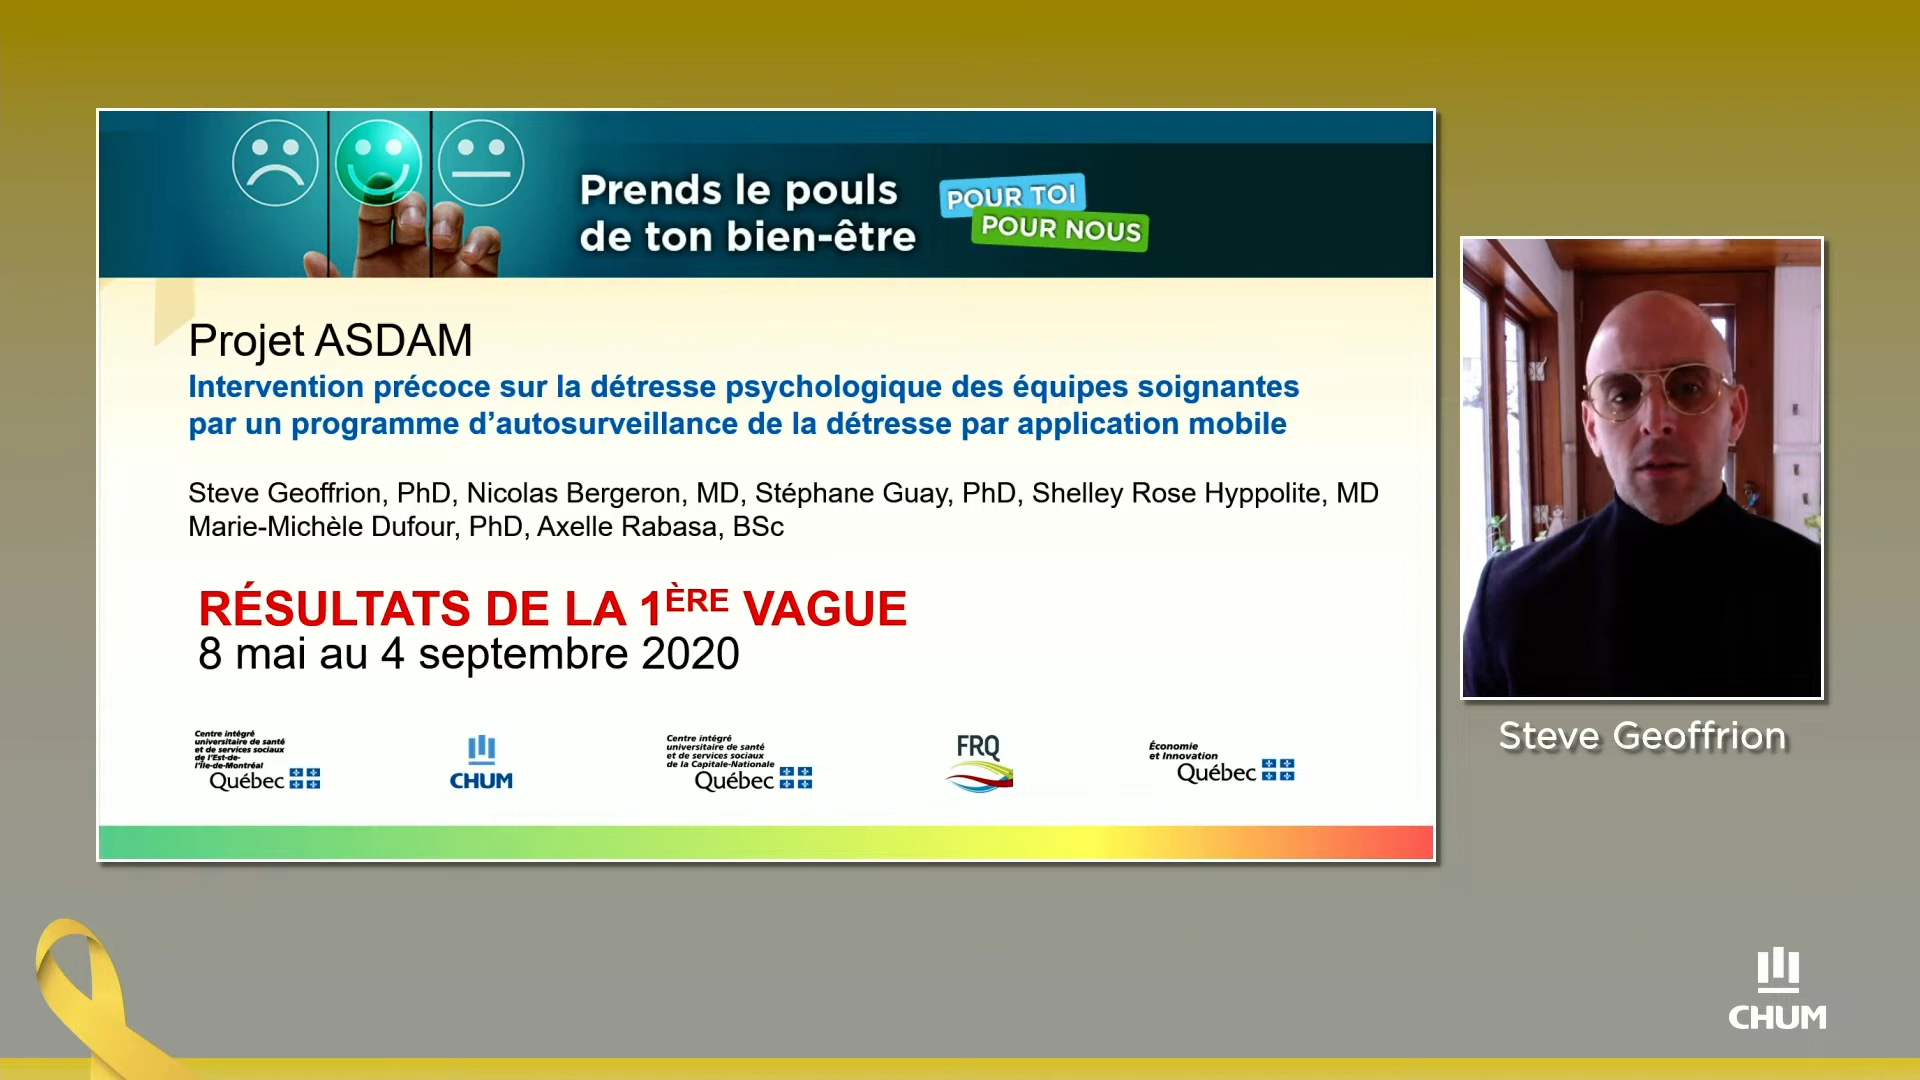 Prends le pouls
de ton bien-être
POUR TOI
POUR NOUS
Projet ASDAM
Intervention précoce sur la détresse psychologique des équipes soignantes
par un programme d’autosurveillance de la détresse par application mobile
Steve Geoffrion, PhD, Nicolas Bergeron, MD, Stéphane Guay, PhD, Shelley Rose Hyppolite, MD
Marie-Michèle Dufour, PhD, Axelle Rabasa, BSc
RÉSULTATS DE LA 1ÈRE VAGUE
8 mai au 4 septembre 2020
Centre intégré
universitaire de santé
et de services sociaux
de l'Est-de-
l'Île-de-Montréal
Québec
CHUM
Centre intégré
universitaire de santé
et de services sociaux
de la Capitale-Nationale
Québec
FRQ
Économie
et Innovation
Québec
Steve Geoffrion
CHUM